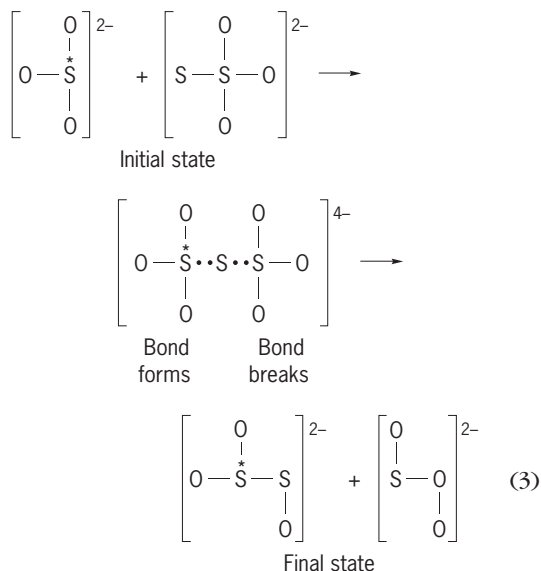 O O
[ O — S* ]2– + [ S — S — O ]2– →
O O
Initial state
O O
[ O — S* •• S •• S — O ]4– →
O O
Bond Bond
forms breaks
O O
[ O — S* — S ]2– + [ S — O ]2– (3)
O O
Final state